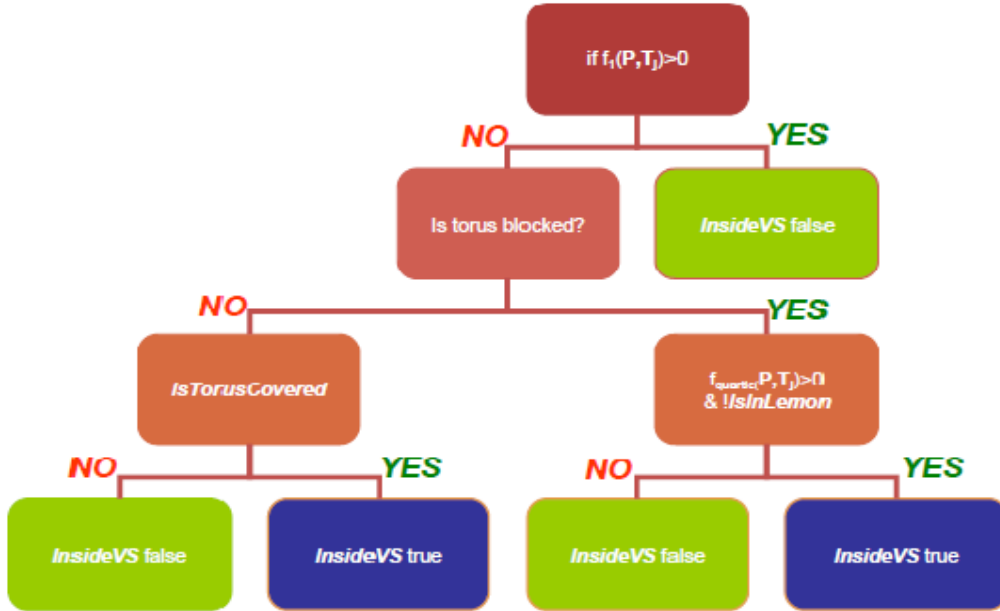 if f₁(P,Tⱼ)>0
NO
YES
Is torus blocked?
InsideVS false
NO
YES
IsTorusCovered
f_quartic(P,Tⱼ)>0
& !IsInLemon
NO
YES
NO
YES
InsideVS false
InsideVS true
InsideVS false
InsideVS true